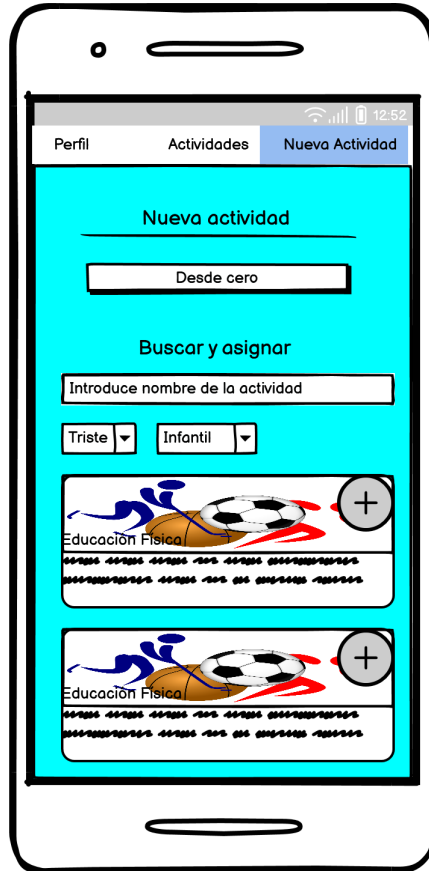 12:52
Perfil Actividades Nueva Actividad
Nueva actividad
Desde cero
Buscar y asignar
Introduce nombre de la actividad
Triste Infantil
+
Educación Física
+
Educación Física